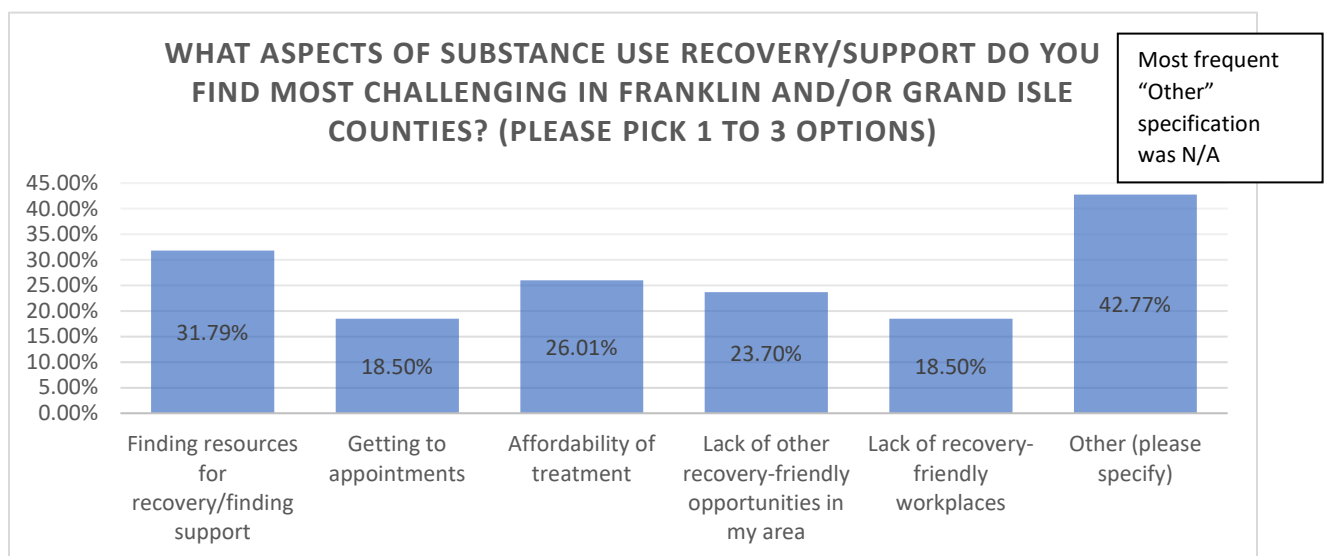 WHAT ASPECTS OF SUBSTANCE USE RECOVERY/SUPPORT DO YOU
FIND MOST CHALLENGING IN FRANKLIN AND/OR GRAND ISLE
COUNTIES? (PLEASE PICK 1 TO 3 OPTIONS)
Most frequent
“Other”
specification
was N/A
45.00%
40.00%
35.00%
30.00%
25.00%
20.00%
15.00%
10.00%
5.00%
0.00%
31.79%
18.50%
26.01%
23.70%
18.50%
42.77%
Finding resources
for
recovery/finding
support
Getting to
appointments
Affordability of
treatment
Lack of other
recovery-friendly
opportunities in
my area
Lack of recovery-
friendly
workplaces
Other (please
specify)